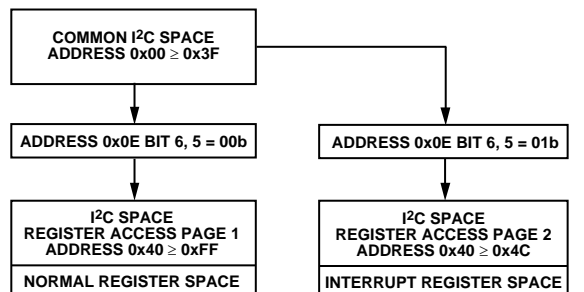 COMMON I²C SPACE
ADDRESS 0x00 ≥ 0x3F
ADDRESS 0x0E BIT 6, 5 = 00b
ADDRESS 0x0E BIT 6, 5 = 01b
I²C SPACE
REGISTER ACCESS PAGE 1
ADDRESS 0x40 ≥ 0xFF
NORMAL REGISTER SPACE
I²C SPACE
REGISTER ACCESS PAGE 2
ADDRESS 0x40 ≥ 0x4C
INTERRUPT REGISTER SPACE